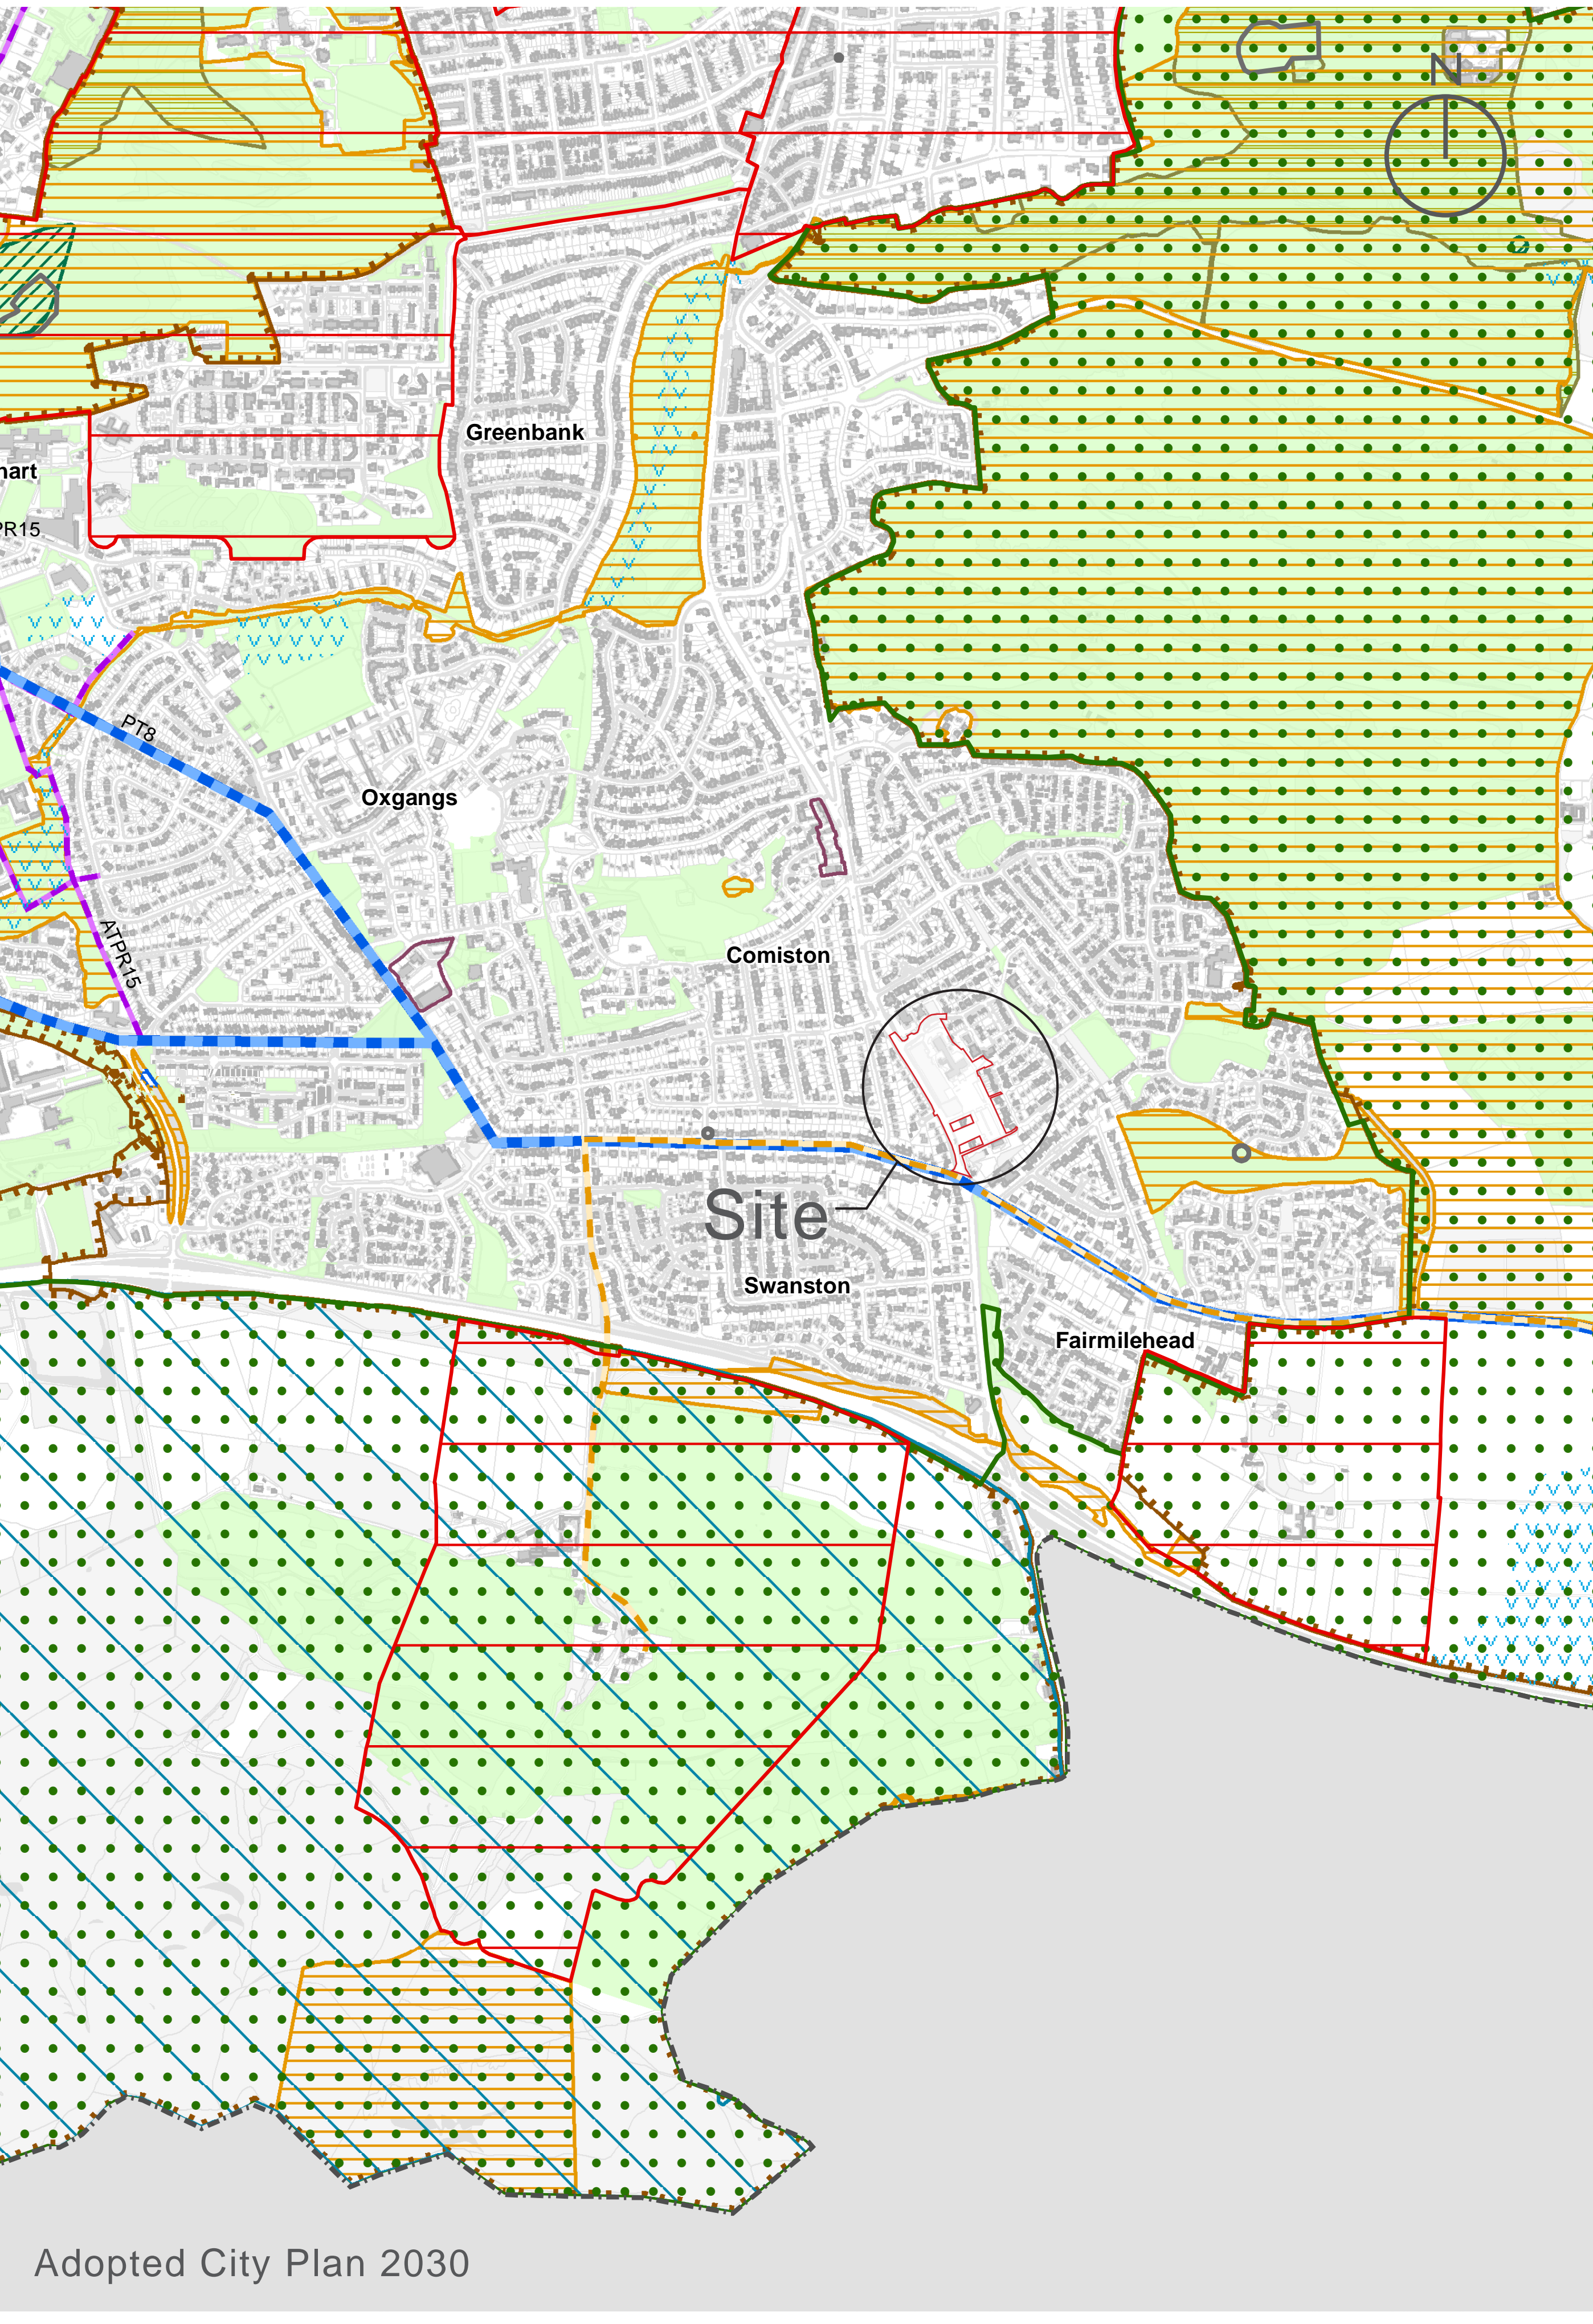 N
Greenbank
hart
PR15
PT8
Oxgangs
ATPR15
Comiston
Site
Swanston
Fairmilehead
Adopted City Plan 2030